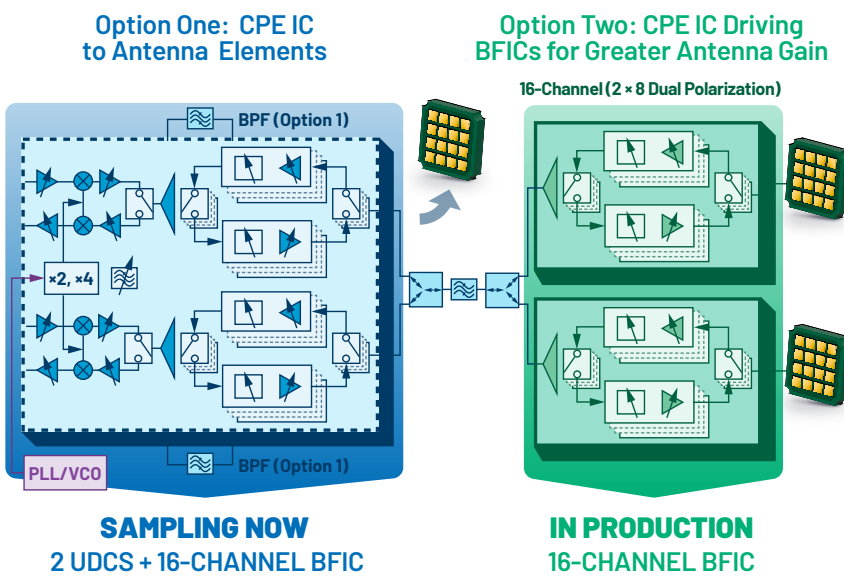 Option One: CPE IC
to Antenna Elements
Option Two: CPE IC Driving
BFICs for Greater Antenna Gain
16-Channel (2 × 8 Dual Polarization)
BPF (Option 1)
×2, ×4
BPF (Option 1)
PLL/VCO
SAMPLING NOW
2 UDCS + 16-CHANNEL BFIC
IN PRODUCTION
16-CHANNEL BFIC